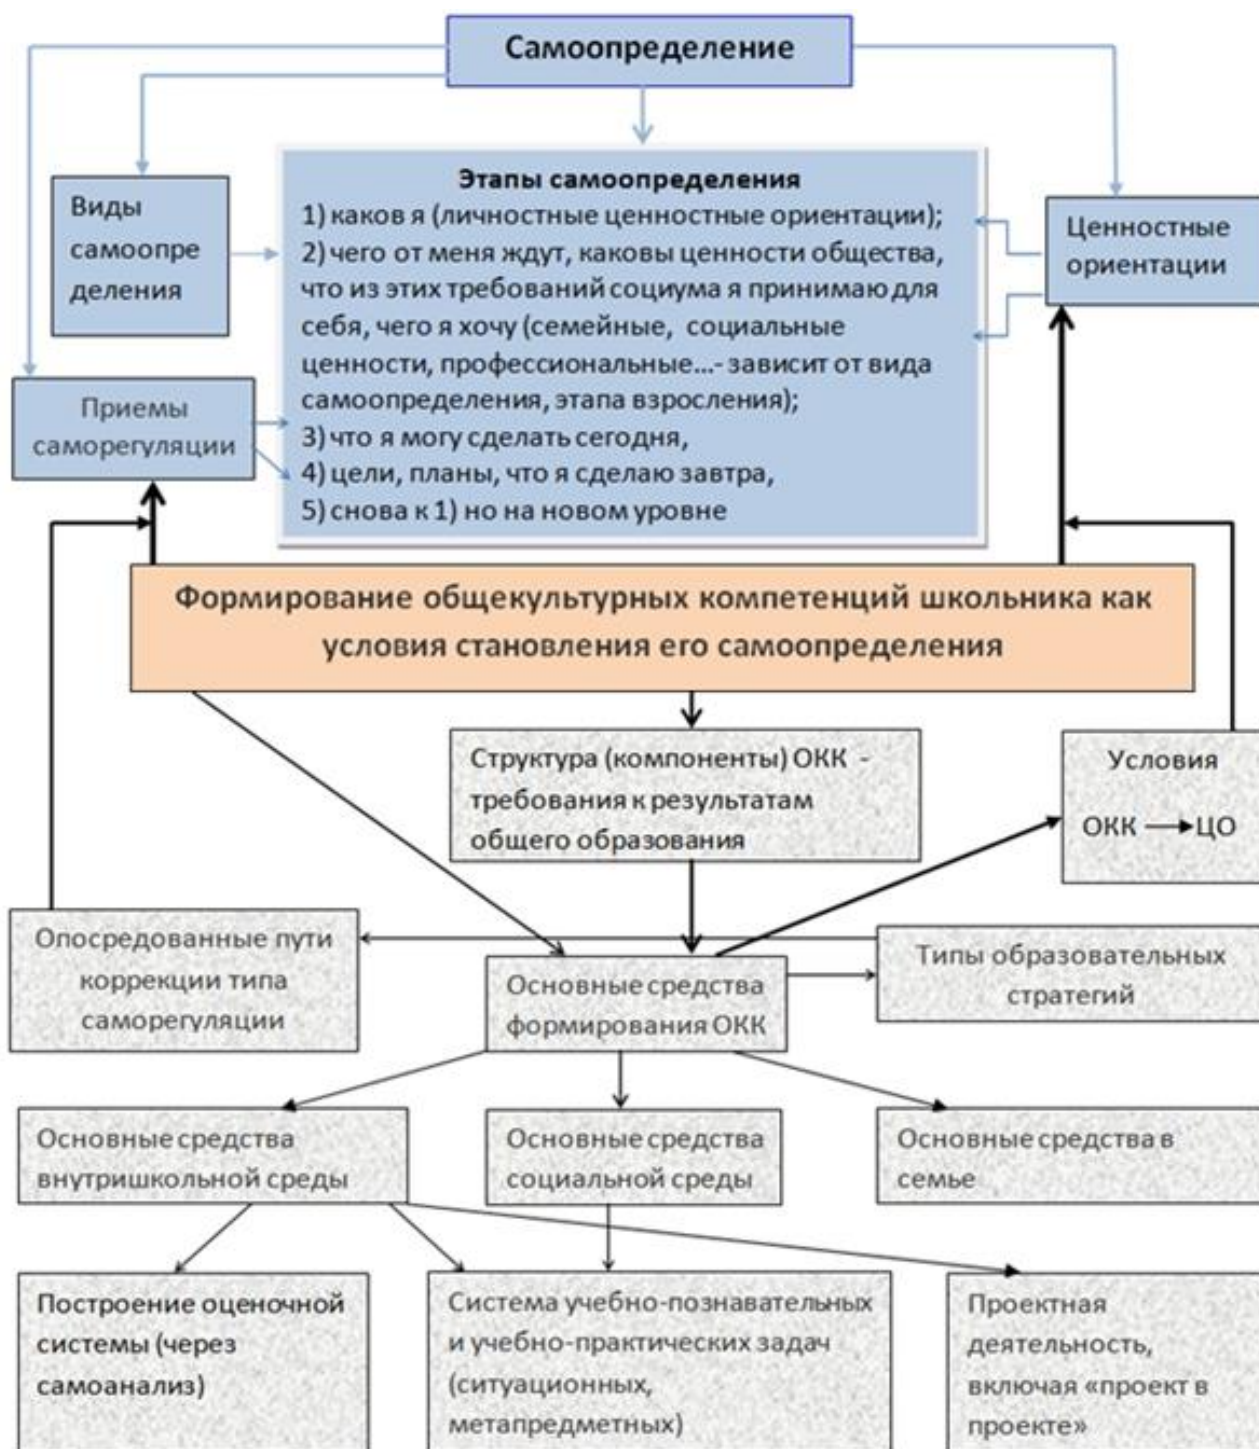 Самоопределение
Виды
самоопре
деления
Этапы самоопределения
1) каков я (личностные ценностные ориентации);
2) чего от меня ждут, каковы ценности общества,
что из этих требований социума я принимаю для
себя, чего я хочу (семейные, социальные
ценности, профессиональные...- зависит от вида
самоопределения, этапа взросления);
3) что я могу сделать сегодня,
4) цели, планы, что я сделаю завтра,
5) снова к 1) но на новом уровне
Ценностные
ориентации
Приемы
саморегуляции
Формирование общекультурных компетенций школьника как
условия становления его самоопределения
Структура (компоненты) ОКК -
требования к результатам
общего образования
Условия
ОКК → ЦО
Опосредованные пути
коррекции типа
саморегуляции
Основные средства
формирования ОКК
Типы образовательных
стратегий
Основные средства
внутришкольной среды
Основные средства
социальной среды
Основные средства в
семье
Построение оценочной
системы (через
самоанализ)
Система учебно-познавательных
и учебно-практических задач
(ситуационных,
метапредметных)
Проектная
деятельность,
включая «проект в
проекте»